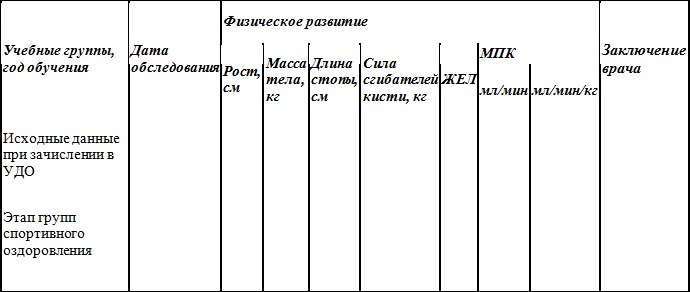 Физическое развитие
Учебные группы,
год обучения
Дата
обследования
Рост,
см
Масса
тела,
кг
Длина
стопы,
см
Сила
сгибателей
кисти, кг
ЖЕЛ
МПК
мл/мин
мл/мин/кг
Заключение
врача
Исходные данные
при зачислении в
УДО
Этап групп
спортивного
оздоровления